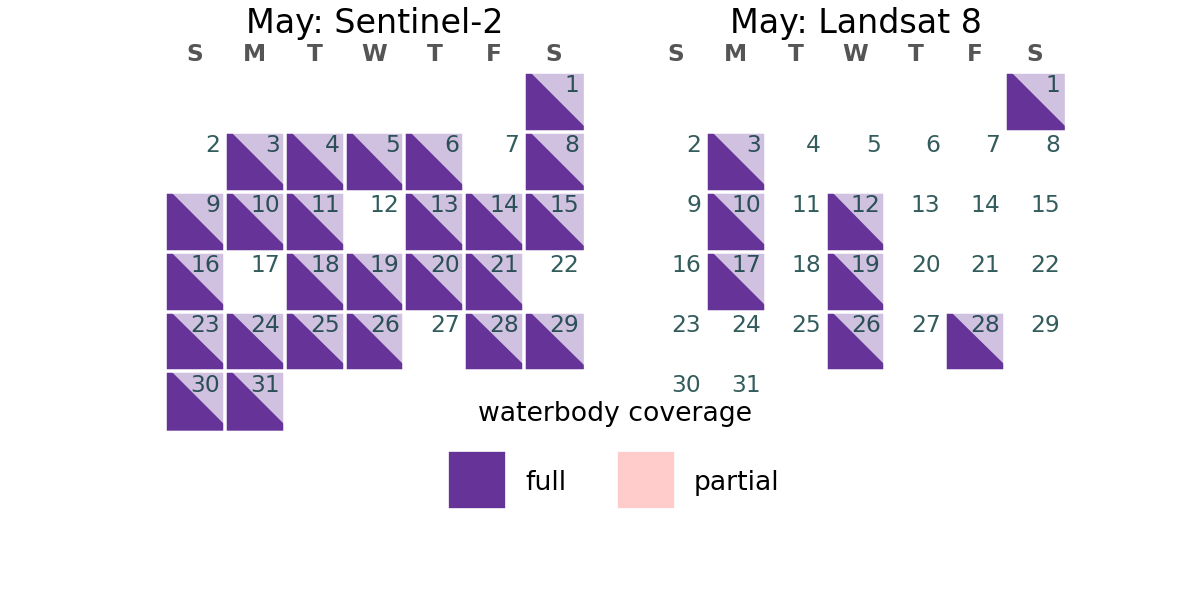 May: Sentinel-2 May: Landsat 8
S M T W T F S S M T W T F S
1 1
2 3 4 5 6 7 8 2 3 4 5 6 7 8
9 10 11 12 13 14 15 9 10 11 12 13 14 15
16 17 18 19 20 21 22 16 17 18 19 20 21 22
23 24 25 26 27 28 29 23 24 25 26 27 28 29
30 31 30 31
waterbody coverage
full partial